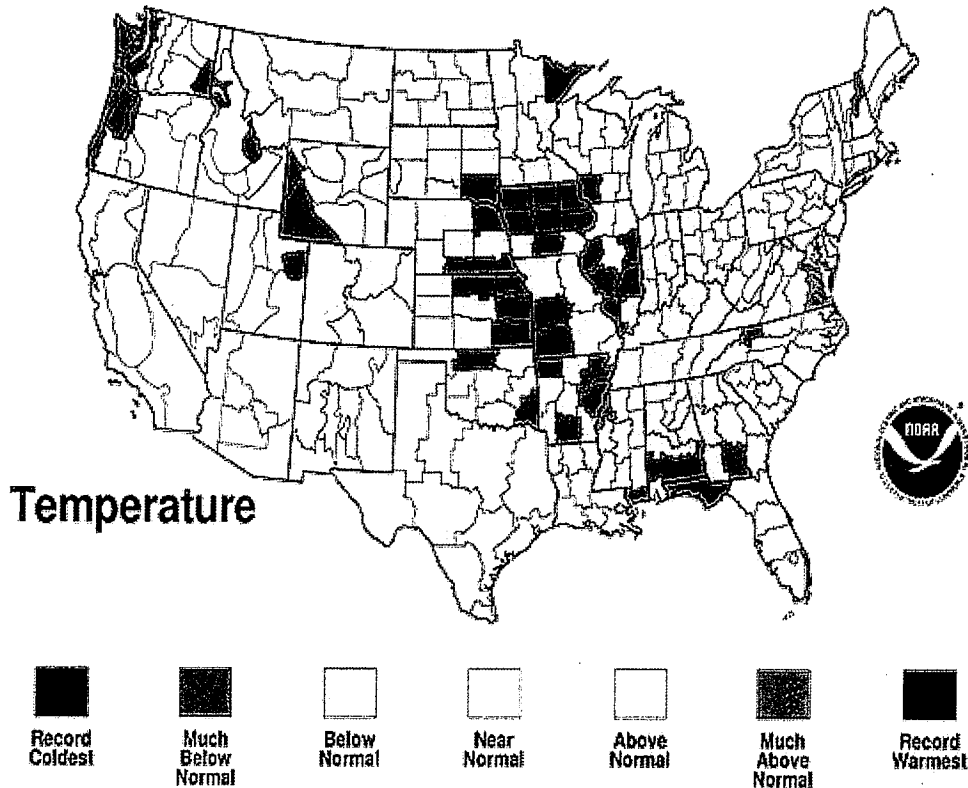 NOAA
Temperature
Record
Coldest
Much
Below
Normal
Below
Normal
Near
Normal
Above
Normal
Much
Above
Normal
Record
Warmest